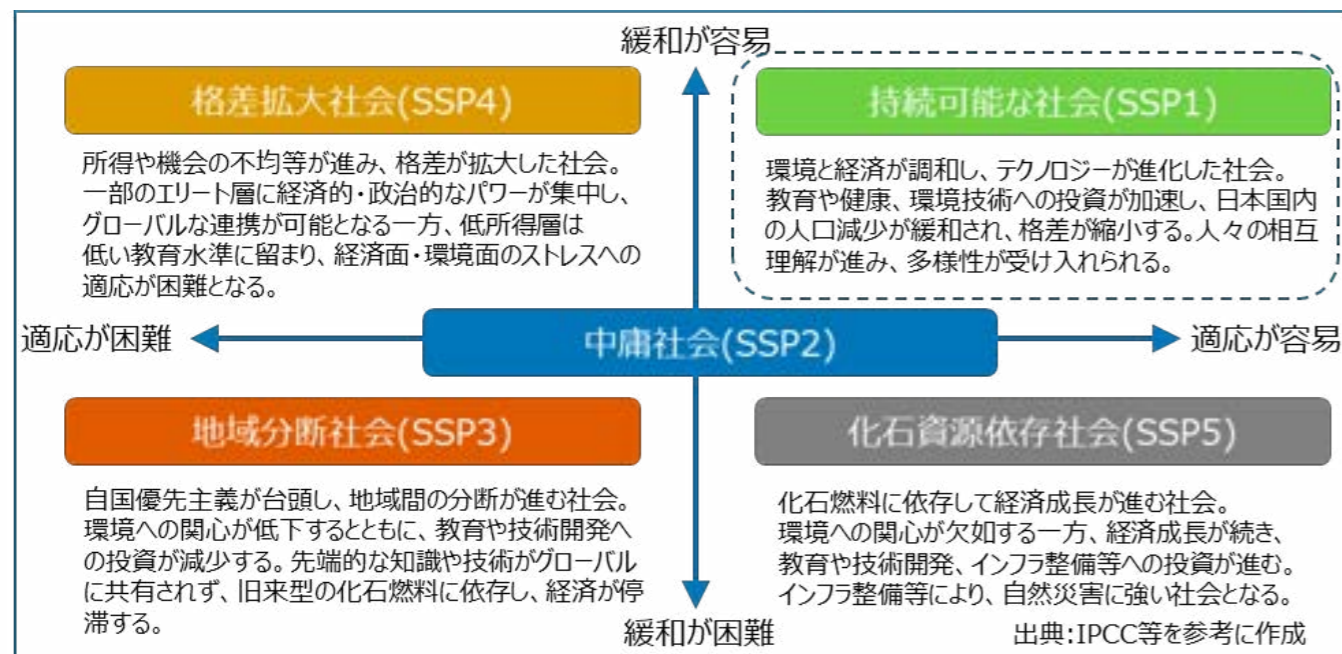 緩和が容易
格差拡大社会(SSP4)
所得や機会の不均等が進み、格差が拡大した社会。
一部のエリート層に経済的・政治的なパワーが集中し、
グローバルな連携が可能となる一方、低所得層は
低い教育水準に留まり、経済面・環境面のストレスへの
適応が困難となる。
持続可能な社会(SSP1)
環境と経済が調和し、テクノロジーが進化した社会。
教育や健康、環境技術への投資が加速し、日本国内
の人口減少が緩和され、格差が縮小する。人々の相互
理解が進み、多様性が受け入れられる。
適応が困難
中庸社会(SSP2)
適応が容易
地域分断社会(SSP3)
自国優先主義が台頭し、地域間の分断が進む社会。
環境への関心が低下するとともに、教育や技術開発へ
の投資が減少する。先端的な知識や技術がグローバル
に共有されず、旧来型の化石燃料に依存し、経済が停
滞する。
化石資源依存社会(SSP5)
化石燃料に依存して経済成長が進む社会。
環境への関心が欠如する一方、経済成長が続き、
教育や技術開発、インフラ整備等への投資が進む。
インフラ整備等により、自然災害に強い社会となる。
緩和が困難
出典:IPCC等を参考に作成